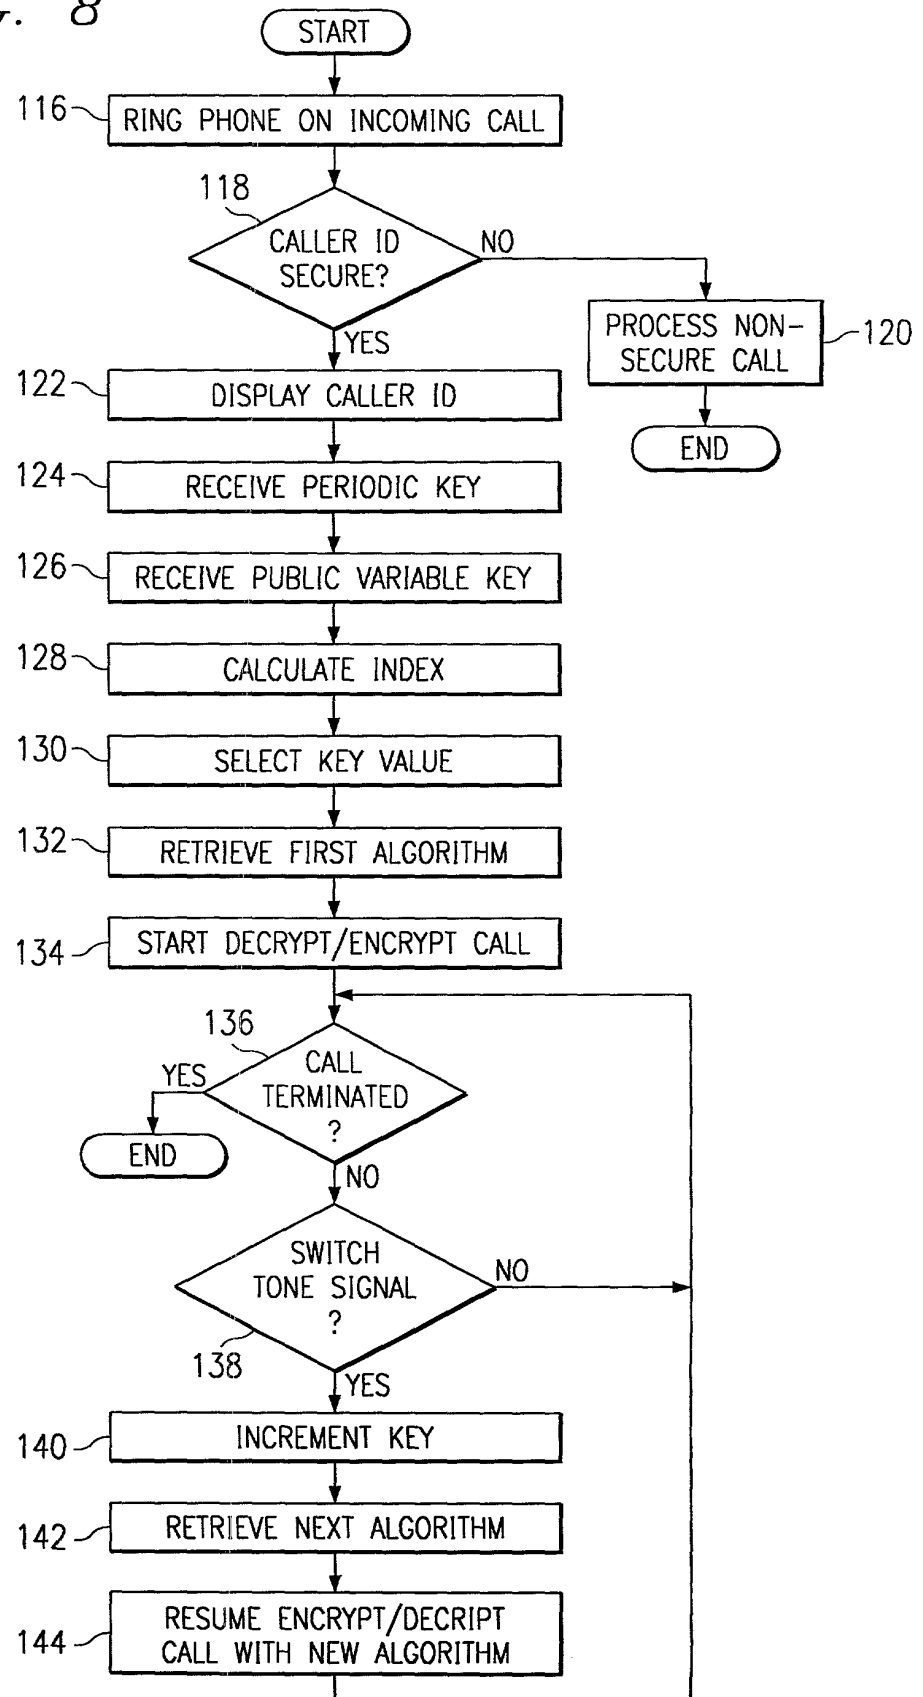 8
START
116
RING PHONE ON INCOMING CALL
118
CALLER ID
SECURE?
NO
YES
PROCESS NON-
SECURE CALL
120
END
122
DISPLAY CALLER ID
124
RECEIVE PERIODIC KEY
126
RECEIVE PUBLIC VARIABLE KEY
128
CALCULATE INDEX
130
SELECT KEY VALUE
132
RETRIEVE FIRST ALGORITHM
134
START DECRYPT/ENCRYPT CALL
136
CALL
TERMINATED
?
YES
END
NO
SWITCH
TONE SIGNAL
?
NO
138
YES
140
INCREMENT KEY
142
RETRIEVE NEXT ALGORITHM
144
RESUME ENCRYPT/DECRIPT
CALL WITH NEW ALGORITHM